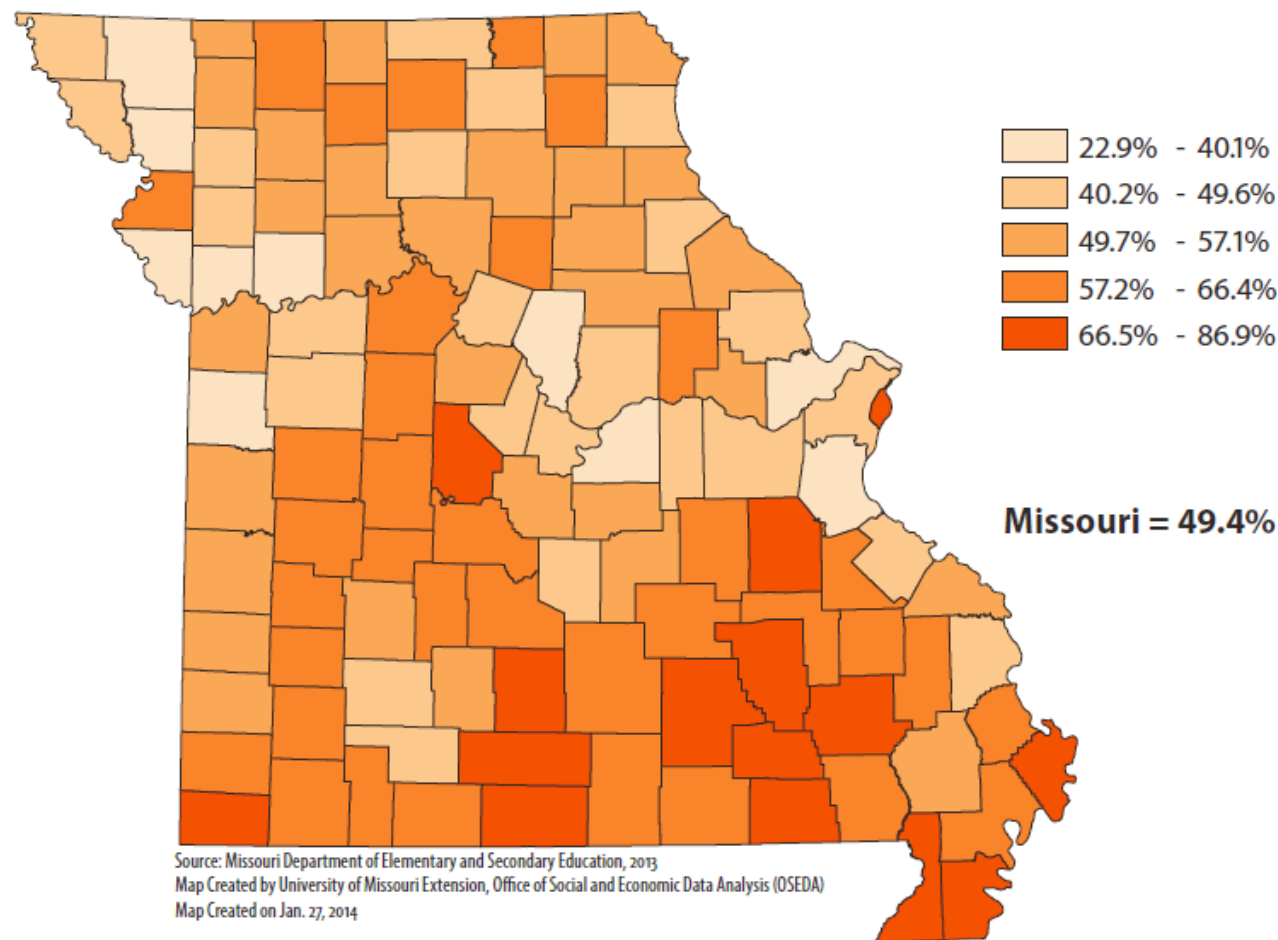 22.9% - 40.1%
40.2% - 49.6%
49.7% - 57.1%
57.2% - 66.4%
66.5% - 86.9%
Missouri = 49.4%
Source: Missouri Department of Elementary and Secondary Education, 2013
Map Created by University of Missouri Extension, Office of Social and Economic Data Analysis (OSEDA)
Map Created on Jan. 27, 2014